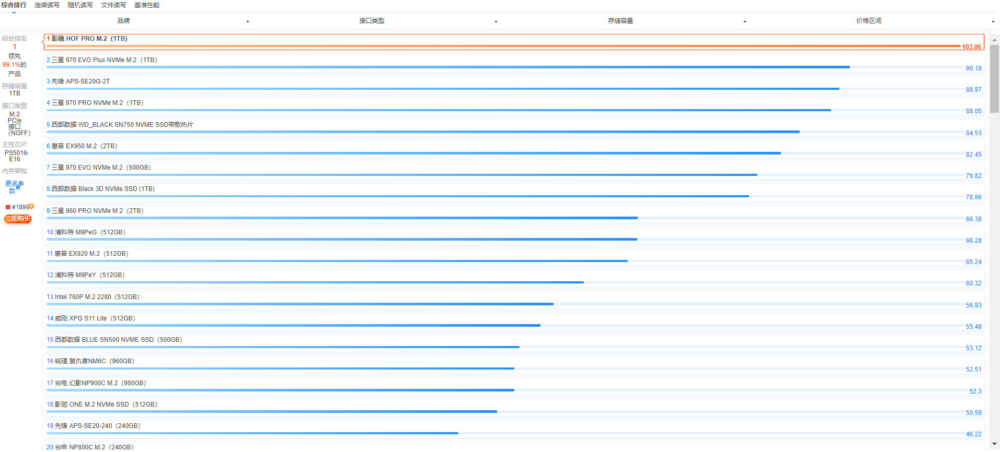 综合排行 连续读写 随机读写 文件读写 基准性能
品牌 接口类型 存储容量 价格区间
综合排名
1
领先
99.1%的
产品
存储容量
1TB
接口类型
M.2
PCIe
接口
（NGFF）
主控芯片
PS5016-
E16
内存架构
更多参
数
¥1899
立即购买
1 影驰 HOF PRO M.2（1TB）
103.06
2 三星 970 EVO Plus NVMe M.2（1TB）
90.18
3 先锋 APS-SE20G-2T
88.97
4 三星 970 PRO NVMe M.2（1TB）
88.05
5 西部数据 WD_BLACK SN750 NVME SSD带散热片
84.53
6 惠普 EX950 M.2（2TB）
82.45
7 三星 970 EVO NVMe M.2（500GB）
79.82
8 西部数据 Black 3D NVMe SSD (1TB)
78.86
9 三星 960 PRO NVMe M.2（2TB）
66.38
10 浦科特 M9PeG（512GB）
66.28
11 惠普 EX920 M.2（512GB）
65.24
12 浦科特 M9PeY（512GB）
60.32
13 Intel 760P M.2 2280（512GB）
56.93
14 威刚 XPG S11 Lite（512GB）
55.48
15 西部数据 BLUE SN500 NVME SSD（500GB）
53.12
16 铭瑄 复仇者NM6C（960GB）
52.51
17 台电 幻影NP900C M.2（960GB）
52.3
18 影驰 ONE M.2 NVMe SSD（512GB）
50.59
19 先锋 APS-SE20-240（240GB）
46.22
20 台电 NP800C M.2（240GB）